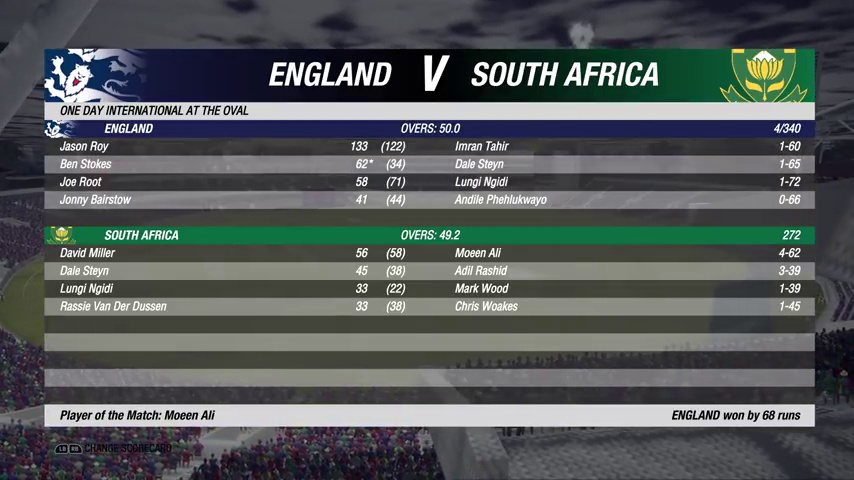 ENGLAND V SOUTH AFRICA
ONE DAY INTERNATIONAL AT THE OVAL
ENGLAND OVERS: 50.0 4/340
Jason Roy 133 (122) Imran Tahir 1-60
Ben Stokes 62* (34) Dale Steyn 1-65
Joe Root 58 (71) Lungi Ngidi 1-72
Jonny Bairstow 41 (44) Andile Phehlukwayo 0-66
SOUTH AFRICA OVERS: 49.2 272
David Miller 56 (58) Moeen Ali 4-62
Dale Steyn 45 (38) Adil Rashid 3-39
Lungi Ngidi 33 (22) Mark Wood 1-39
Rassie Van Der Dussen 33 (38) Chris Woakes 1-45
Player of the Match: Moeen Ali ENGLAND won by 68 runs
CHANGE SCORECARD